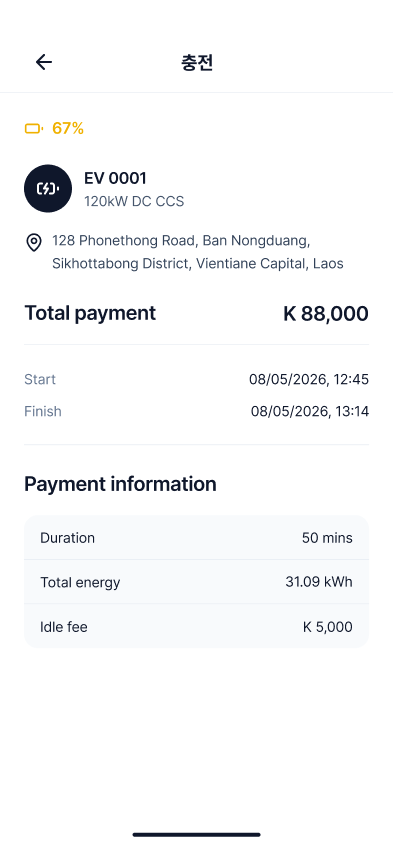 충전
67%
EV 0001
120kW DC CCS
128 Phonethong Road, Ban Nongduang,
Sikhottabong District, Vientiane Capital, Laos
Total payment K 88,000
Start 08/05/2026, 12:45
Finish 08/05/2026, 13:14
Payment information
Duration 50 mins
Total energy 31.09 kWh
Idle fee K 5,000